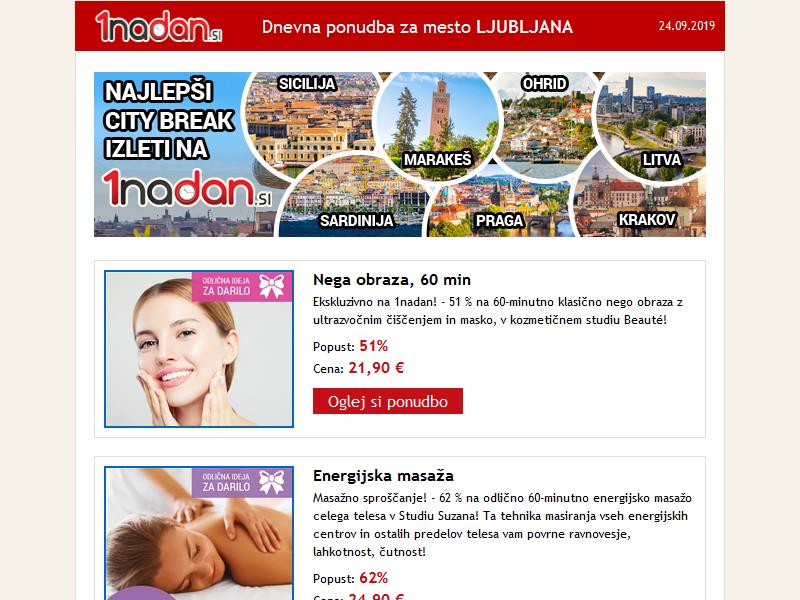 1nadan.si
Dnevna ponudba za mesto LJUBLJANA
24.09.2019
NAJLEPŠI
CITY BREAK
IZLETI NA
1nadan.si
SICILIJA
MARAKEŠ
OHRID
LITVA
SARDINIJA
PRAGA
KRAKOV
ODLIČNA IDEJA
ZA DARILO
Nega obraza, 60 min
Ekskluzivno na 1nadan! - 51 % na 60-minutno klasično nego obraza z
ultrazvočnim čiščenjem in masko, v kozmetičnem studiu Beauté!
Popust: 51%
Cena: 21,90 €
Oglej si ponudbo
ODLIČNA IDEJA
ZA DARILO
Energijska masaža
Masažno sproščanje! - 62 % na odlično 60-minutno energijsko masažo
celega telesa v Studiu Suzana! Ta tehnika masiranja vseh energijskih
centrov in ostalih predelov telesa vam povrne ravnovesje,
lahkotnost, čutnost!
Popust: 62%
Cena: 24,90 €